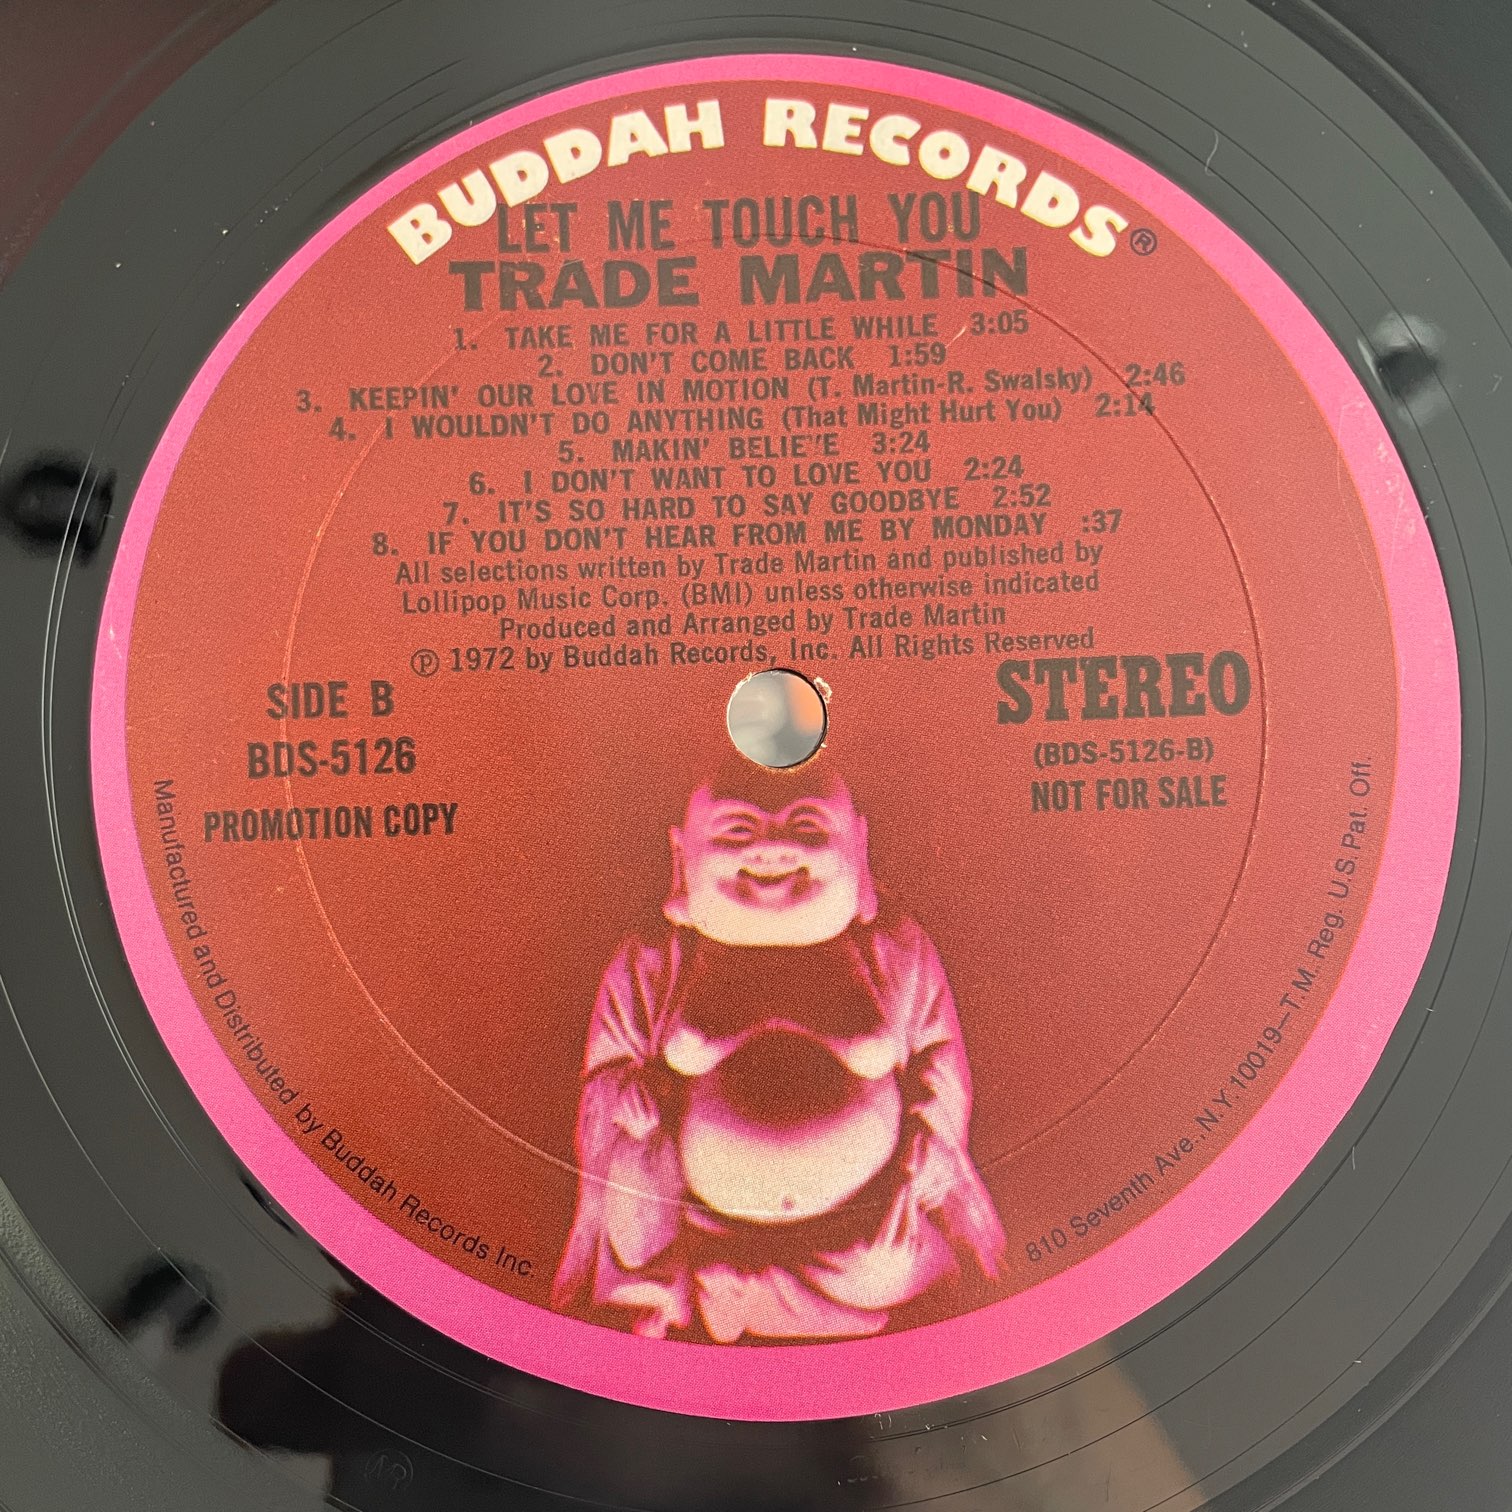 BUDDAH RECORDS®
LET ME TOUCH YOU
TRADE MARTIN
1. TAKE ME FOR A LITTLE WHILE 3:05
2. DON'T COME BACK 1:59
3. KEEPIN' OUR LOVE IN MOTION (T. Martin-R. Swalsky) 2:46
4. I WOULDN'T DO ANYTHING (That Might Hurt You) 2:14
5. MAKIN' BELIEVE 3:24
6. I DON'T WANT TO LOVE YOU 2:24
7. IT'S SO HARD TO SAY GOODBYE 2:52
8. IF YOU DON'T HEAR FROM ME BY MONDAY :37
All selections written by Trade Martin and published by
Lollipop Music Corp. (BMI) unless otherwise indicated
Produced and Arranged by Trade Martin
℗ 1972 by Buddah Records, Inc. All Rights Reserved
SIDE B
BDS-5126
PROMOTION COPY
STEREO
(BDS-5126-B)
NOT FOR SALE
Manufactured and Distributed by Buddah Records Inc.
810 Seventh Ave., N.Y. 10019—T.M. Reg. U.S. Pat. Off.